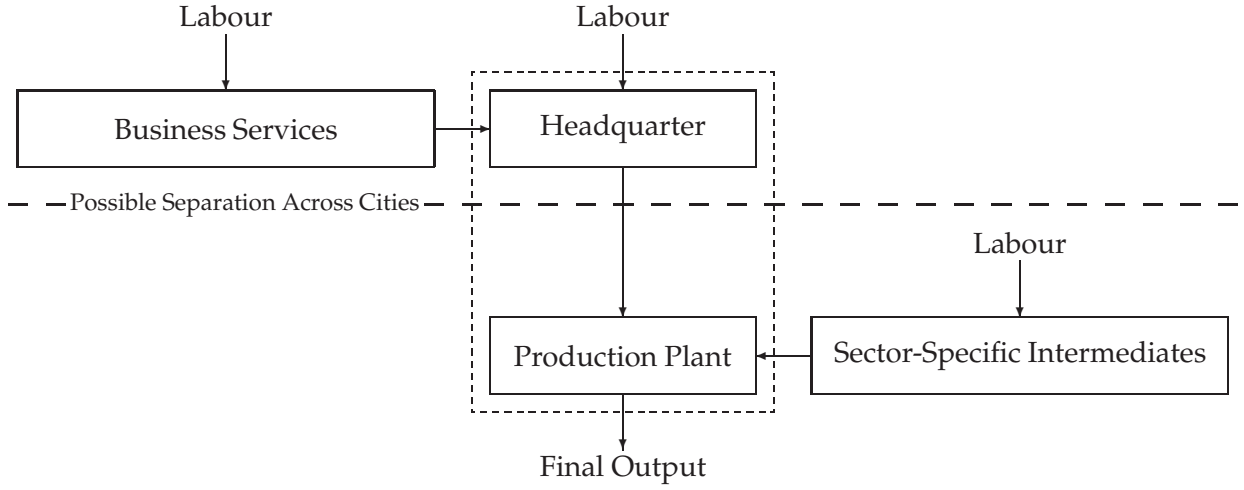 Labour
Labour
Business Services
Headquarter
Possible Separation Across Cities
Labour
Production Plant
Sector-Specific Intermediates
Final Output